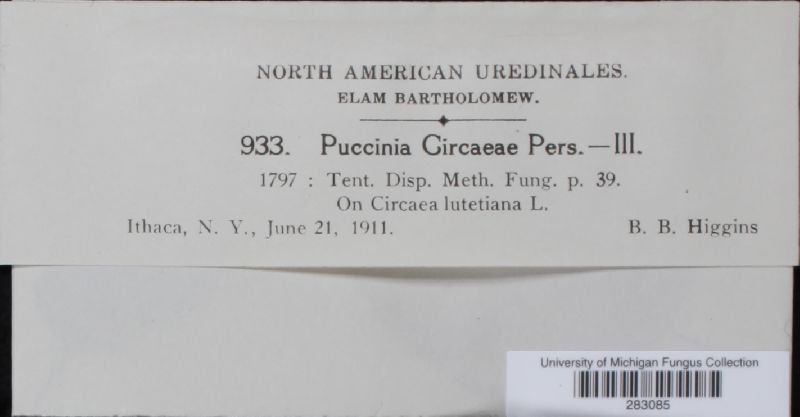 NORTH AMERICAN UREDINALES.
ELAM BARTHOLOMEW.
933. Puccinia Circaeae Pers.—III.
1797 : Tent. Disp. Meth. Fung. p. 39.
On Circaea lutetiana L.
Ithaca, N. Y., June 21, 1911. B. B. Higgins
University of Michigan Fungus Collection
283085